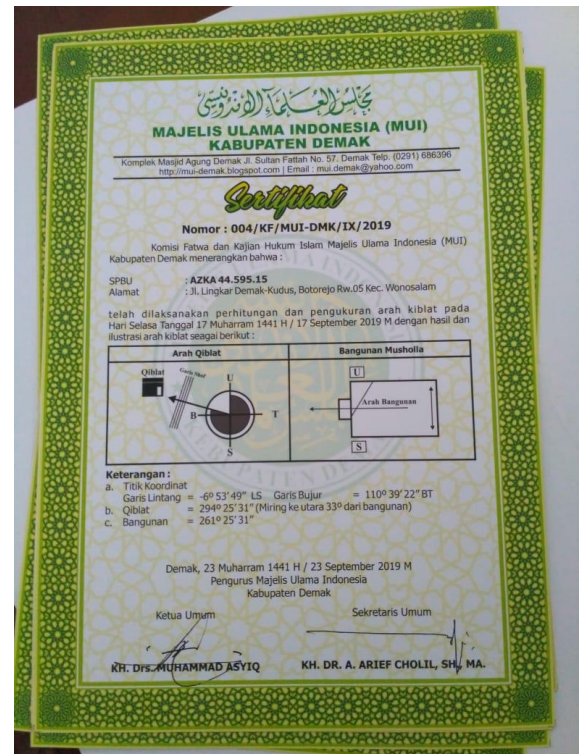 مجلس العلماء الاندونيسي
MAJELIS ULAMA INDONESIA (MUI)
KABUPATEN DEMAK
Komplek Masjid Agung Demak Jl. Sultan Fattah No. 57. Demak Telp. (0291) 686396
http://mui-demak.blogspot.com | Email : mui.demak@yahoo.com
Sertifikat
Nomor : 004/KF/MUI-DMK/IX/2019
Komisi Fatwa dan Kajian Hukum Islam Majelis Ulama Indonesia (MUI)
Kabupaten Demak menerangkan bahwa :
SPBU : AZKA 44.595.15
Alamat : Jl. Lingkar Demak-Kudus, Botorejo Rw.05 Kec. Wonosalam
telah dilaksanakan perhitungan dan pengukuran arah kiblat pada
Hari Selasa Tanggal 17 Muharram 1441 H / 17 September 2019 M dengan hasil dan
ilustrasi arah kiblat seagai berikut :
Arah Qiblat Bangunan Musholla
Qiblat Garis Shof U U
B T Arah Bangunan
S S
Keterangan :
a. Titik Koordinat
Garis Lintang = -6º 53' 49" LS Garis Bujur = 110º 39' 22" BT
b. Qiblat = 294º 25' 31" (Miring ke utara 33º dari bangunan)
c. Bangunan = 261º 25' 31"
Demak, 23 Muharram 1441 H / 23 September 2019 M
Pengurus Majelis Ulama Indonesia
Kabupaten Demak
Ketua Umum Sekretaris Umum
KH. Drs. MUHAMMAD ASYIQ KH. DR. A. ARIEF CHOLIL, SH., MA.